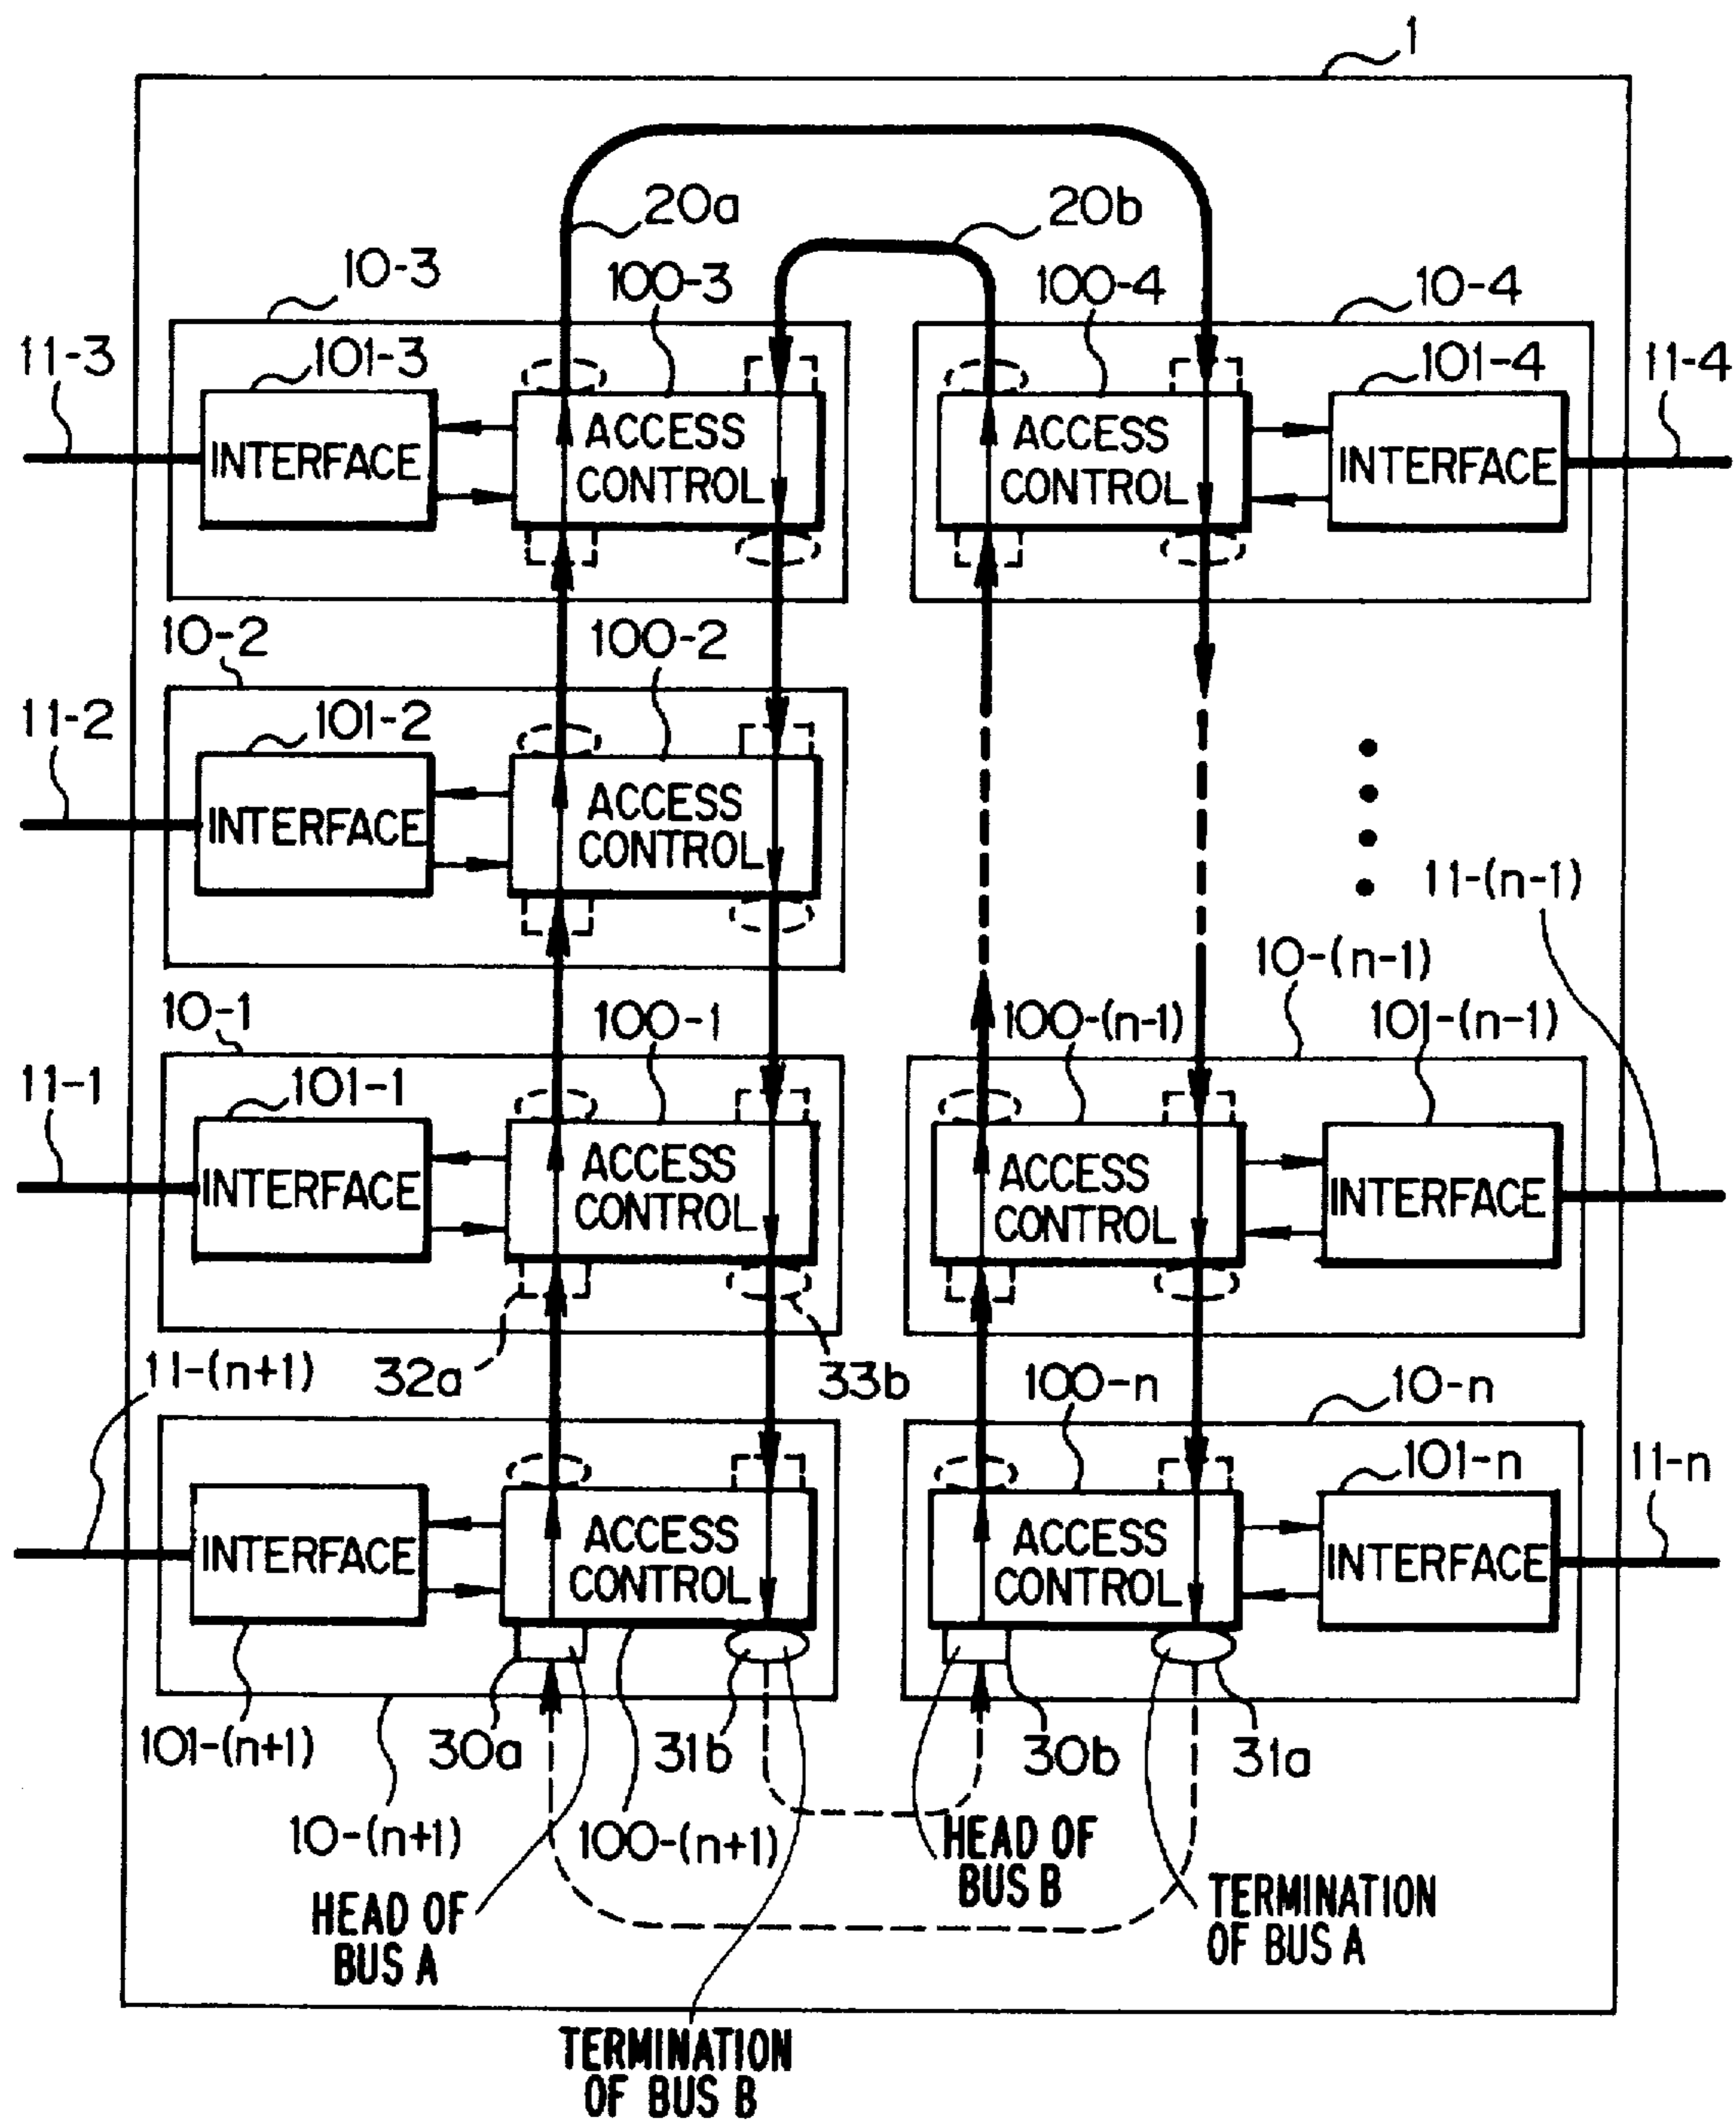 1
20a
20b
10-3
100-3
100-4
10-4
11-3
101-3
101-4
11-4
INTERFACE
ACCESS
CONTROL
ACCESS
CONTROL
INTERFACE
10-2
100-2
11-2
101-2
INTERFACE
ACCESS
CONTROL
11-(n-1)
10-(n-1)
10-1
100-1
100-(n-1)
101-(n-1)
11-1
101-1
INTERFACE
ACCESS
CONTROL
ACCESS
CONTROL
INTERFACE
11-(n+1)
32a
33b
100-n
10-n
101-n
11-n
INTERFACE
ACCESS
CONTROL
ACCESS
CONTROL
INTERFACE
101-(n+1)
30a
31b
30b
31a
10-(n+1)
100-(n+1)
HEAD OF
BUS B
HEAD OF
BUS A
TERMINATION
OF BUS A
TERMINATION
OF BUS B